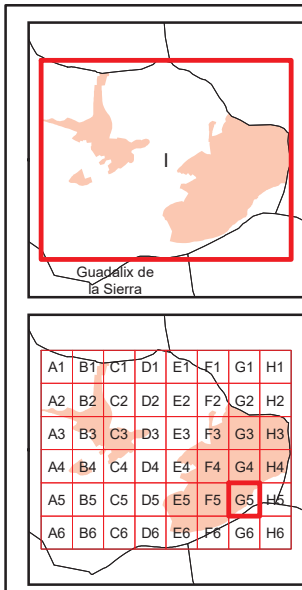 I
Guadalix de
la Sierra
A1 B1 C1 D1 E1 F1 G1 H1
A2 B2 C2 D2 E2 F2 G2 H2
A3 B3 C3 D3 E3 F3 G3 H3
A4 B4 C4 D4 E4 F4 G4 H4
A5 B5 C5 D5 E5 F5 G5 H5
A6 B6 C6 D6 E6 F6 G6 H6